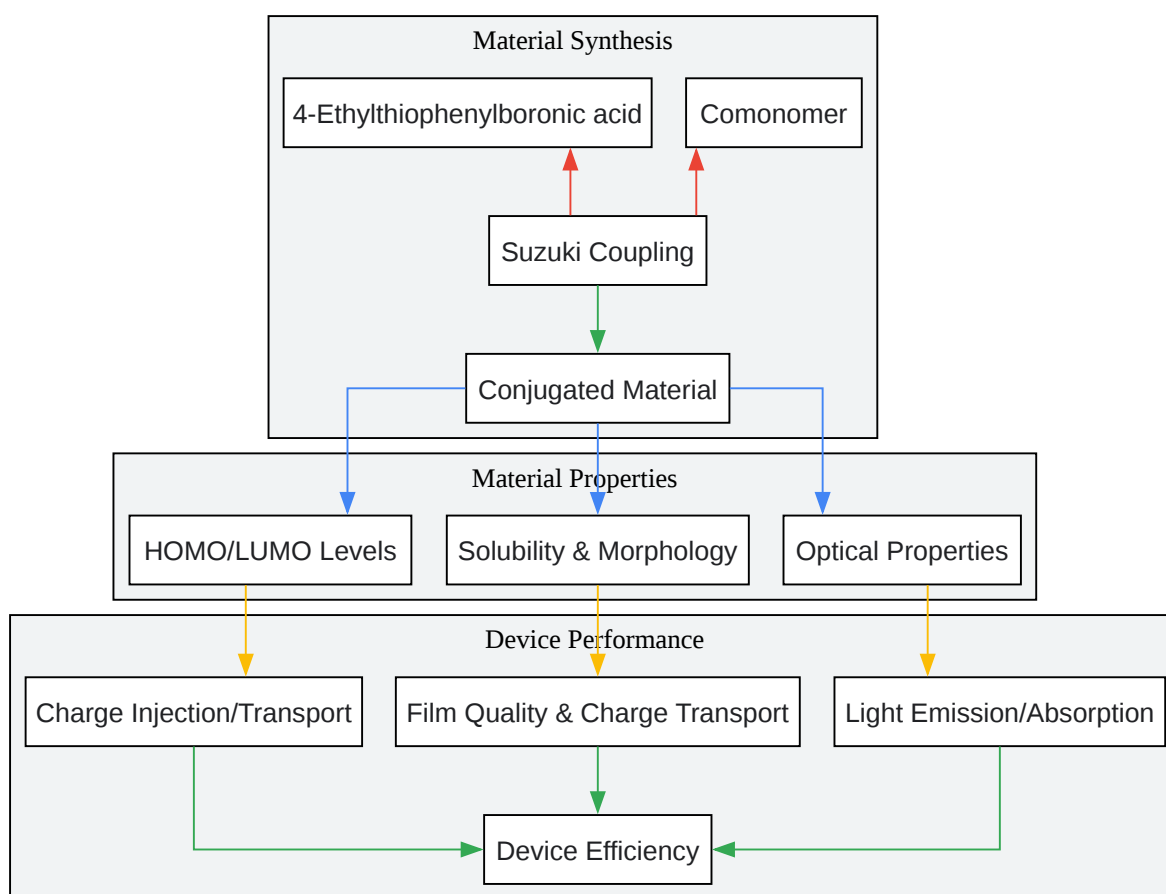 Material Synthesis
4-Ethylthiophenylboronic acid
Comonomer
Suzuki Coupling
Conjugated Material
Material Properties
HOMO/LUMO Levels
Solubility & Morphology
Optical Properties
Device Performance
Charge Injection/Transport
Film Quality & Charge Transport
Light Emission/Absorption
Device Efficiency